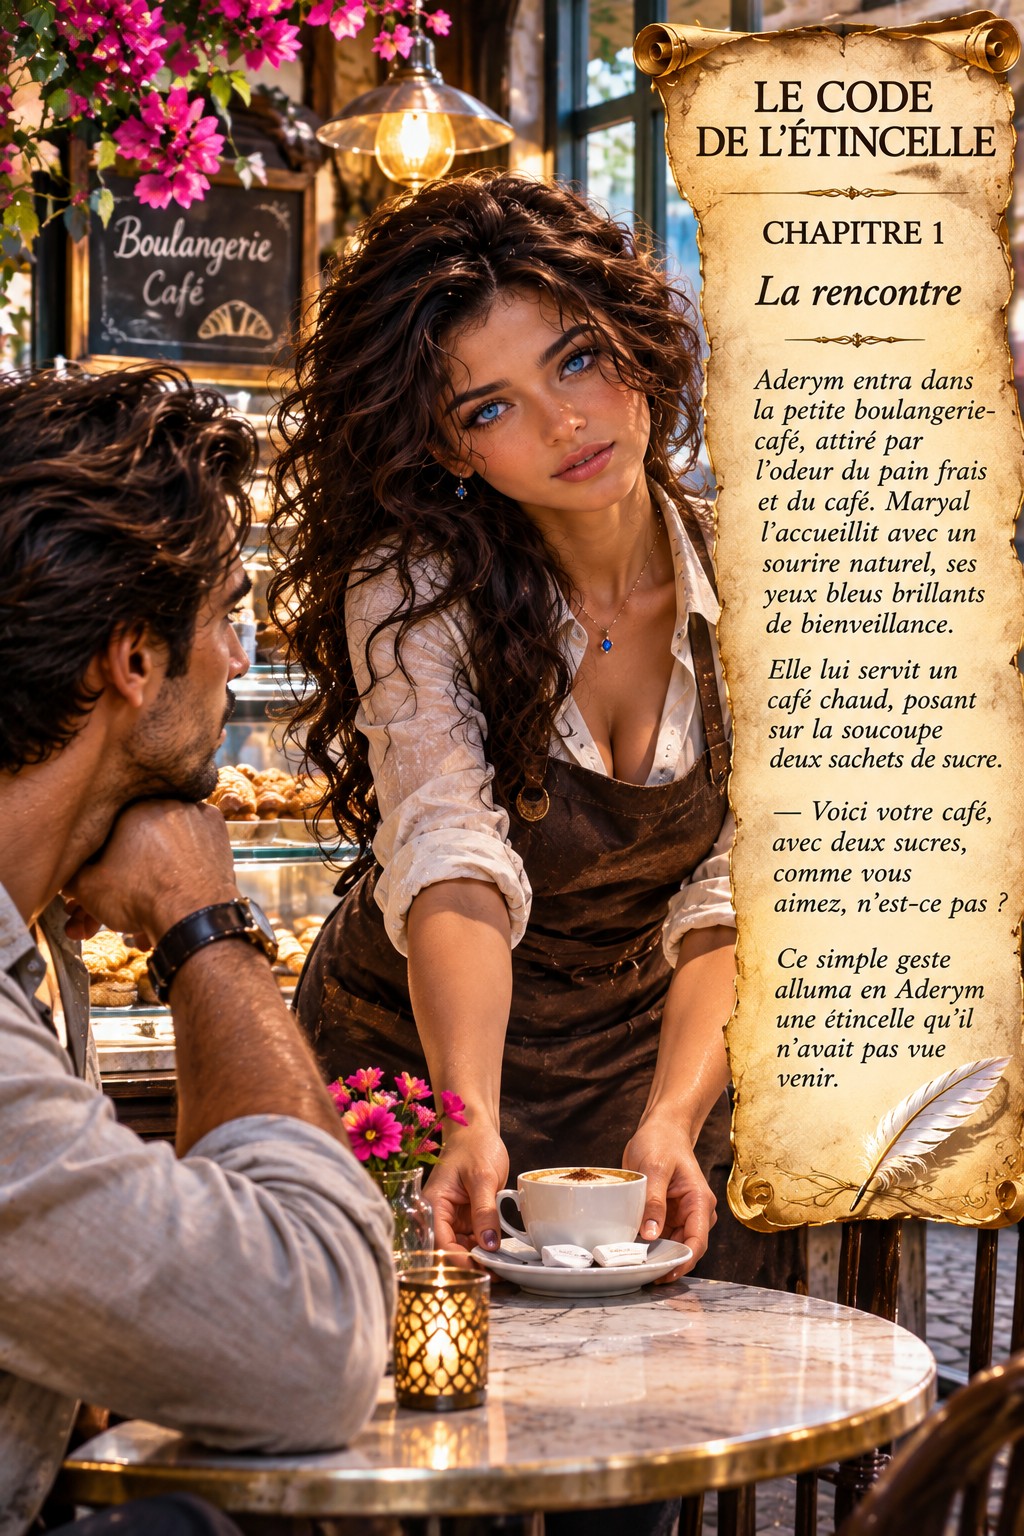 Boulangerie
Café
LE CODE
DE L'ÉTINCELLE
CHAPITRE 1
La rencontre
Aderym entra dans
la petite boulangerie-
café, attiré par
l'odeur du pain frais
et du café. Maryal
l'accueillit avec un
sourire naturel, ses
yeux bleus brillants
de bienveillance.
Elle lui servit un
café chaud, posant
sur la soucoupe
deux sachets de sucre.
— Voici votre café,
avec deux sucres,
comme vous
aimez, n'est-ce pas ?
Ce simple geste
alluma en Aderym
une étincelle qu'il
n'avait pas vue
venir.